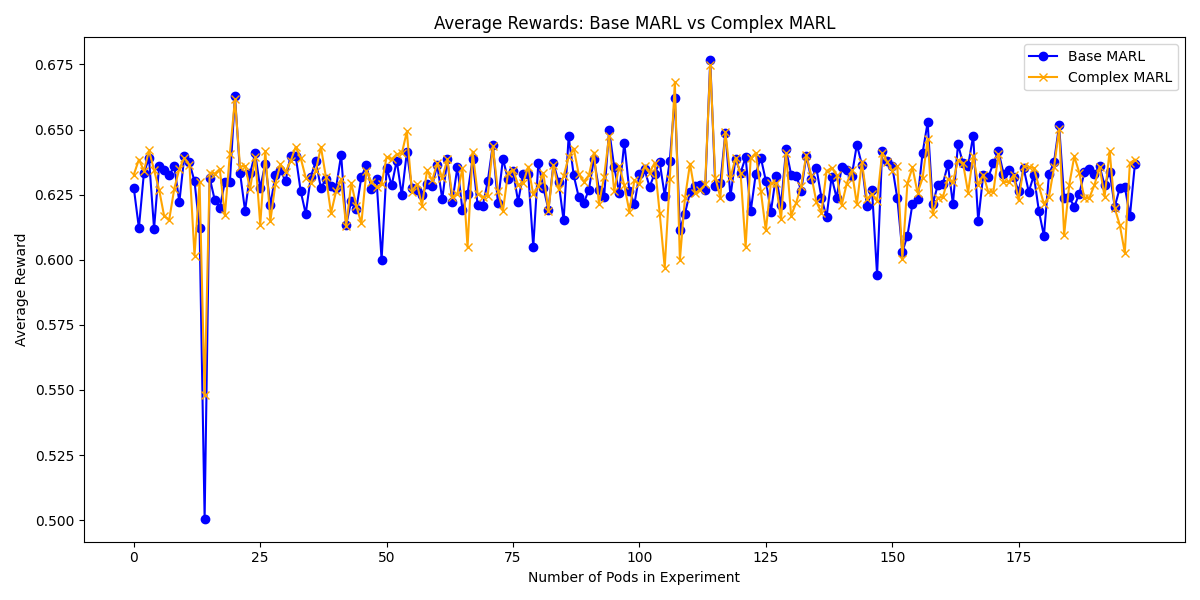 Average Rewards: Base MARL vs Complex MARL
Base MARL
Complex MARL
Average Reward
0.675
0.650
0.625
0.600
0.575
0.550
0.525
0.500
0 25 50 75 100 125 150 175
Number of Pods in Experiment